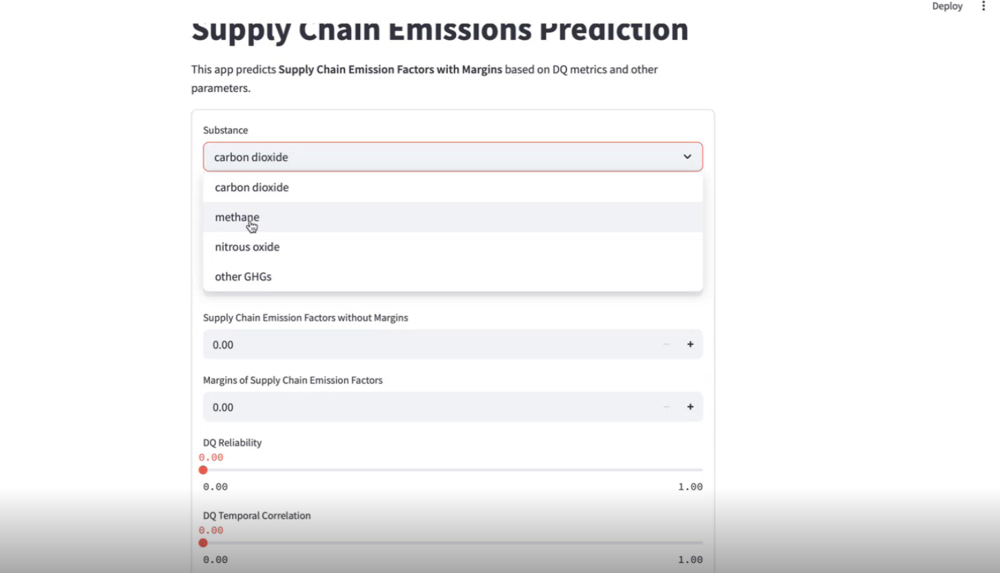 Deploy
Supply Chain Emissions Prediction
This app predicts Supply Chain Emission Factors with Margins based on DQ metrics and other
parameters.
Substance
carbon dioxide
carbon dioxide
methane
nitrous oxide
other GHGs
Supply Chain Emission Factors without Margins
0.00
Margins of Supply Chain Emission Factors
0.00
DQ Reliability
0.00
0.00 1.00
DQ Temporal Correlation
0.00
0.00 1.00